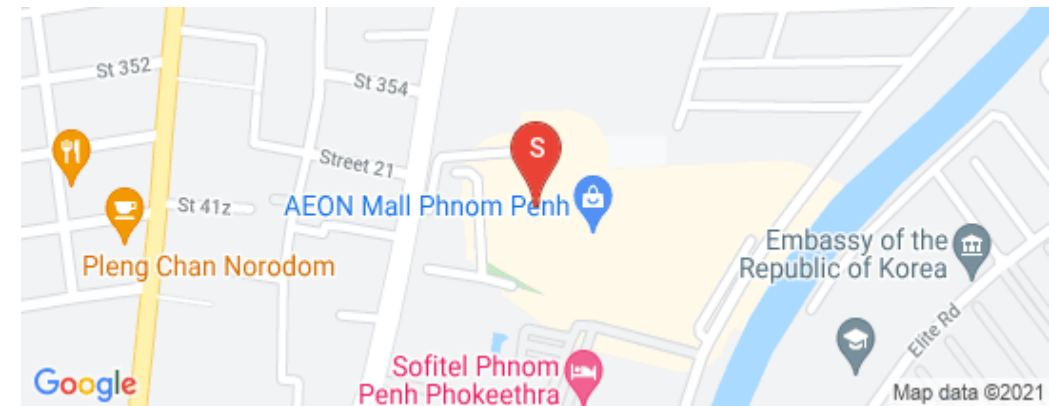 St 352
St 354
S
Street 21
St 41z
AEON Mall Phnom Penh
Embassy of the
Republic of Korea
Pleng Chan Norodom
Elite Rd
Sofitel Phnom
Penh Phokeethra
Google
Map data ©2021